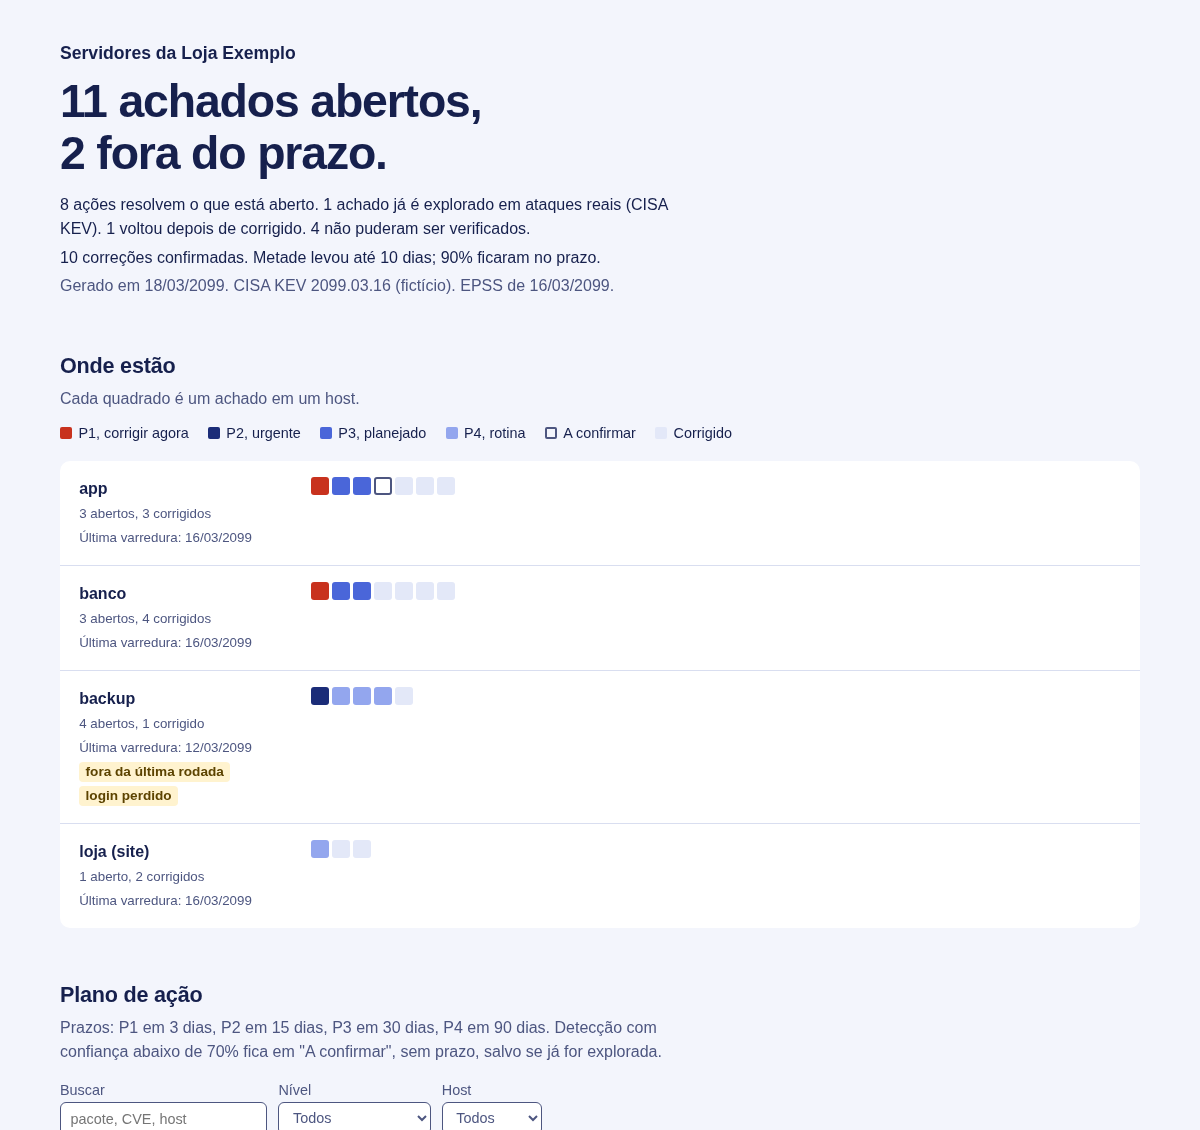 Servidores da Loja Exemplo
11 achados abertos,
2 fora do prazo.
8 ações resolvem o que está aberto. 1 achado já é explorado em ataques reais (CISA
KEV). 1 voltou depois de corrigido. 4 não puderam ser verificados.
10 correções confirmadas. Metade levou até 10 dias; 90% ficaram no prazo.
Gerado em 18/03/2099. CISA KEV 2099.03.16 (fictício). EPSS de 16/03/2099.
Onde estão
Cada quadrado é um achado em um host.
P1, corrigir agora P2, urgente P3, planejado P4, rotina A confirmar Corrigido
app
3 abertos, 3 corrigidos
Última varredura: 16/03/2099
banco
3 abertos, 4 corrigidos
Última varredura: 16/03/2099
backup
4 abertos, 1 corrigido
Última varredura: 12/03/2099
fora da última rodada
login perdido
loja (site)
1 aberto, 2 corrigidos
Última varredura: 16/03/2099
Plano de ação
Prazos: P1 em 3 dias, P2 em 15 dias, P3 em 30 dias, P4 em 90 dias. Detecção com
confiança abaixo de 70% fica em "A confirmar", sem prazo, salvo se já for explorada.
Buscar Nível Host
pacote, CVE, host Todos Todos